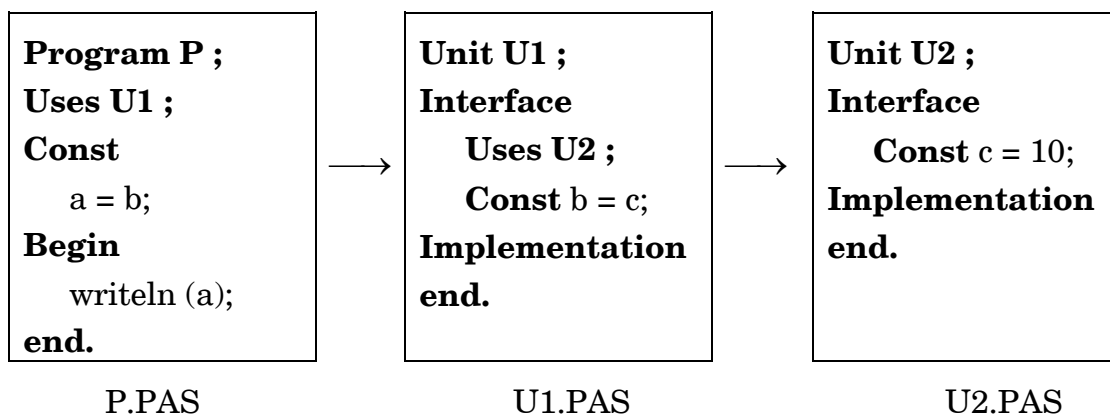 Program P ;
Uses U1 ;
Const
a = b;
Begin
writeln (a);
end.
P.PAS
Unit U1 ;
Interface
Uses U2 ;
Const b = c;
Implementation
end.
U1.PAS
Unit U2 ;
Interface
Const c = 10;
Implementation
end.
U2.PAS